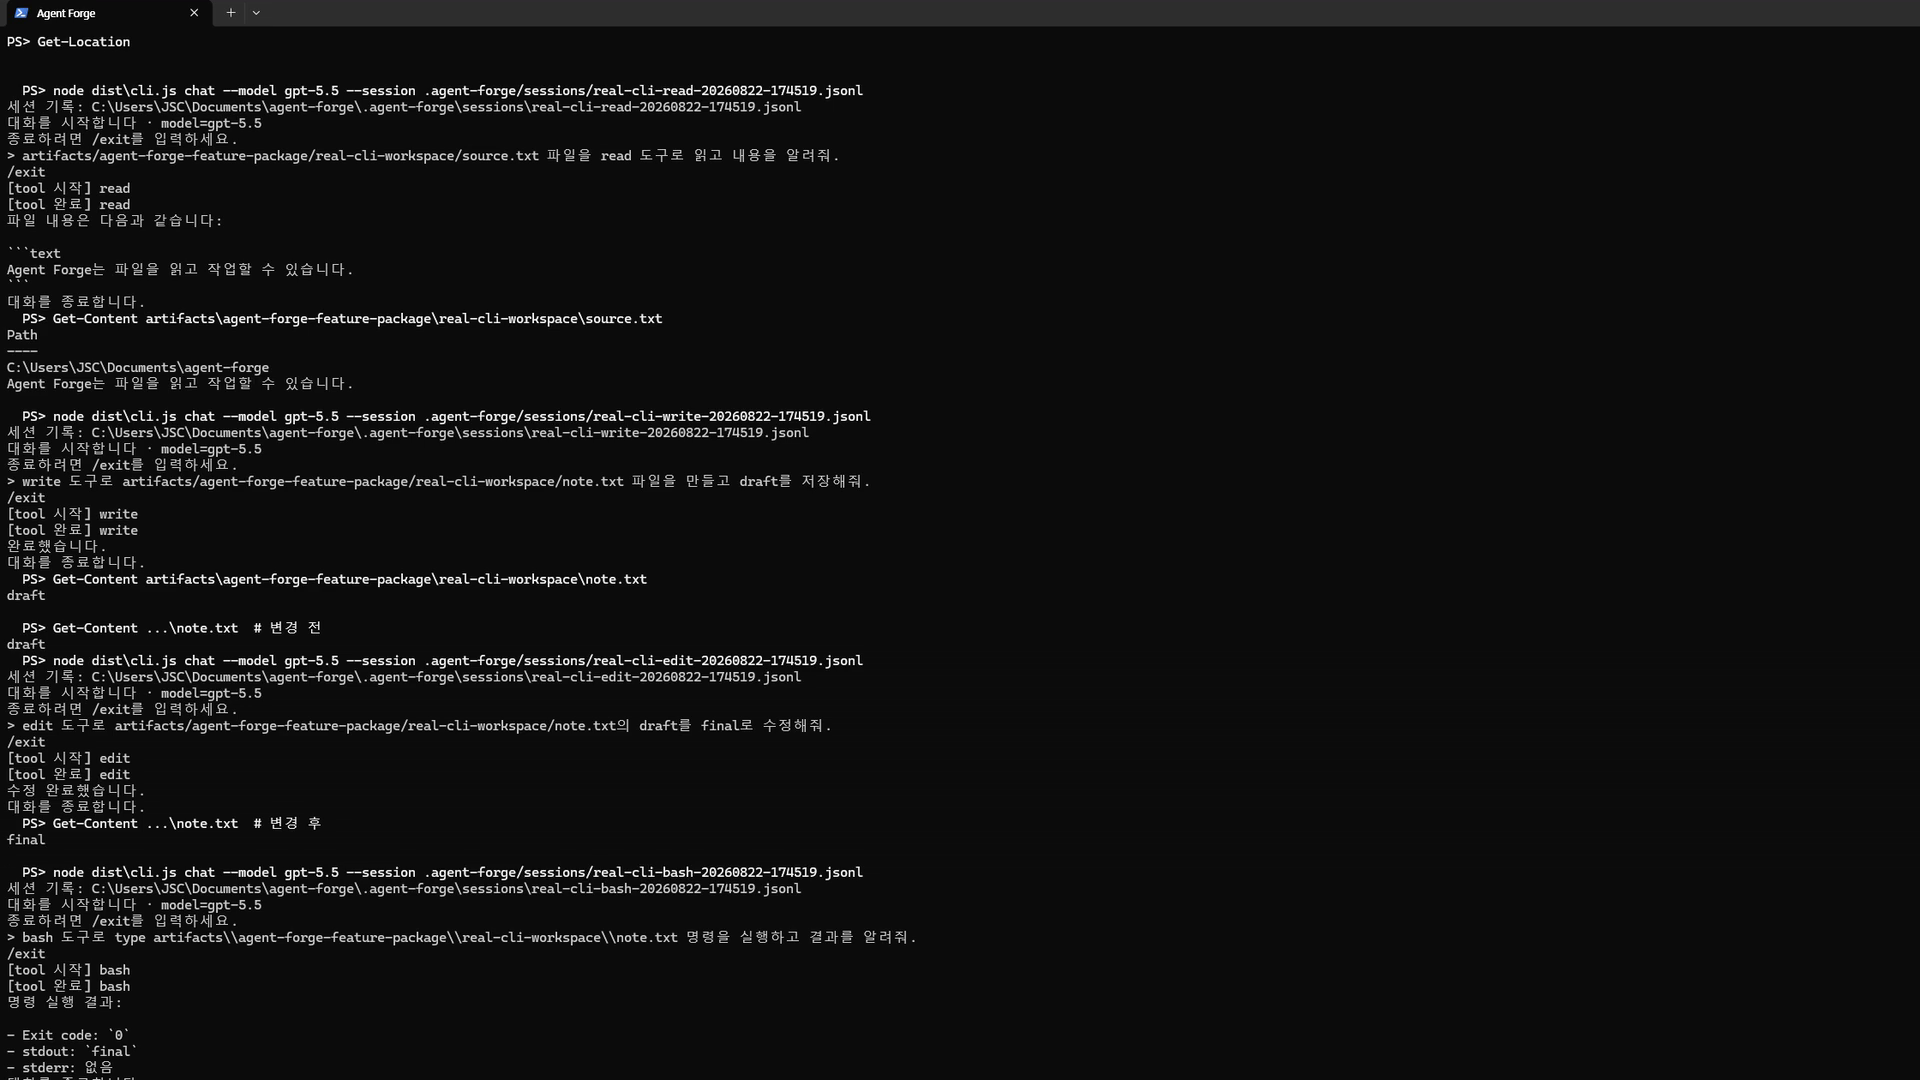 Agent Forge
PS> Get-Location
PS> node dist\cli.js chat --model gpt-5.5 --session .agent-forge/sessions/real-cli-read-20260822-174519.jsonl
세션 기록: C:\Users\JSC\Documents\agent-forge\.agent-forge\sessions\real-cli-read-20260822-174519.jsonl
대화를 시작합니다 · model=gpt-5.5
종료하려면 /exit를 입력하세요.
> artifacts/agent-forge-feature-package/real-cli-workspace/source.txt 파일을 read 도구로 읽고 내용을 알려줘.
/exit
[tool 시작] read
[tool 완료] read
파일 내용은 다음과 같습니다:
```text
Agent Forge는 파일을 읽고 작업할 수 있습니다.
```
대화를 종료합니다.
PS> Get-Content artifacts\agent-forge-feature-package\real-cli-workspace\source.txt
Path
----
C:\Users\JSC\Documents\agent-forge
Agent Forge는 파일을 읽고 작업할 수 있습니다.
PS> node dist\cli.js chat --model gpt-5.5 --session .agent-forge/sessions/real-cli-write-20260822-174519.jsonl
세션 기록: C:\Users\JSC\Documents\agent-forge\.agent-forge\sessions\real-cli-write-20260822-174519.jsonl
대화를 시작합니다 · model=gpt-5.5
종료하려면 /exit를 입력하세요.
> write 도구로 artifacts/agent-forge-feature-package/real-cli-workspace/note.txt 파일을 만들고 draft를 저장해줘.
/exit
[tool 시작] write
[tool 완료] write
완료했습니다.
대화를 종료합니다.
PS> Get-Content artifacts\agent-forge-feature-package\real-cli-workspace\note.txt
draft
PS> Get-Content ...\note.txt  # 변경 전
draft
PS> node dist\cli.js chat --model gpt-5.5 --session .agent-forge/sessions/real-cli-edit-20260822-174519.jsonl
세션 기록: C:\Users\JSC\Documents\agent-forge\.agent-forge\sessions\real-cli-edit-20260822-174519.jsonl
대화를 시작합니다 · model=gpt-5.5
종료하려면 /exit를 입력하세요.
> edit 도구로 artifacts/agent-forge-feature-package/real-cli-workspace/note.txt의 draft를 final로 수정해줘.
/exit
[tool 시작] edit
[tool 완료] edit
수정 완료했습니다.
대화를 종료합니다.
PS> Get-Content ...\note.txt  # 변경 후
final
PS> node dist\cli.js chat --model gpt-5.5 --session .agent-forge/sessions/real-cli-bash-20260822-174519.jsonl
세션 기록: C:\Users\JSC\Documents\agent-forge\.agent-forge\sessions\real-cli-bash-20260822-174519.jsonl
대화를 시작합니다 · model=gpt-5.5
종료하려면 /exit를 입력하세요.
> bash 도구로 type artifacts\\agent-forge-feature-package\\real-cli-workspace\\note.txt 명령을 실행하고 결과를 알려줘.
/exit
[tool 시작] bash
[tool 완료] bash
명령 실행 결과:
- Exit code: `0`
- stdout: `final`
- stderr: 없음